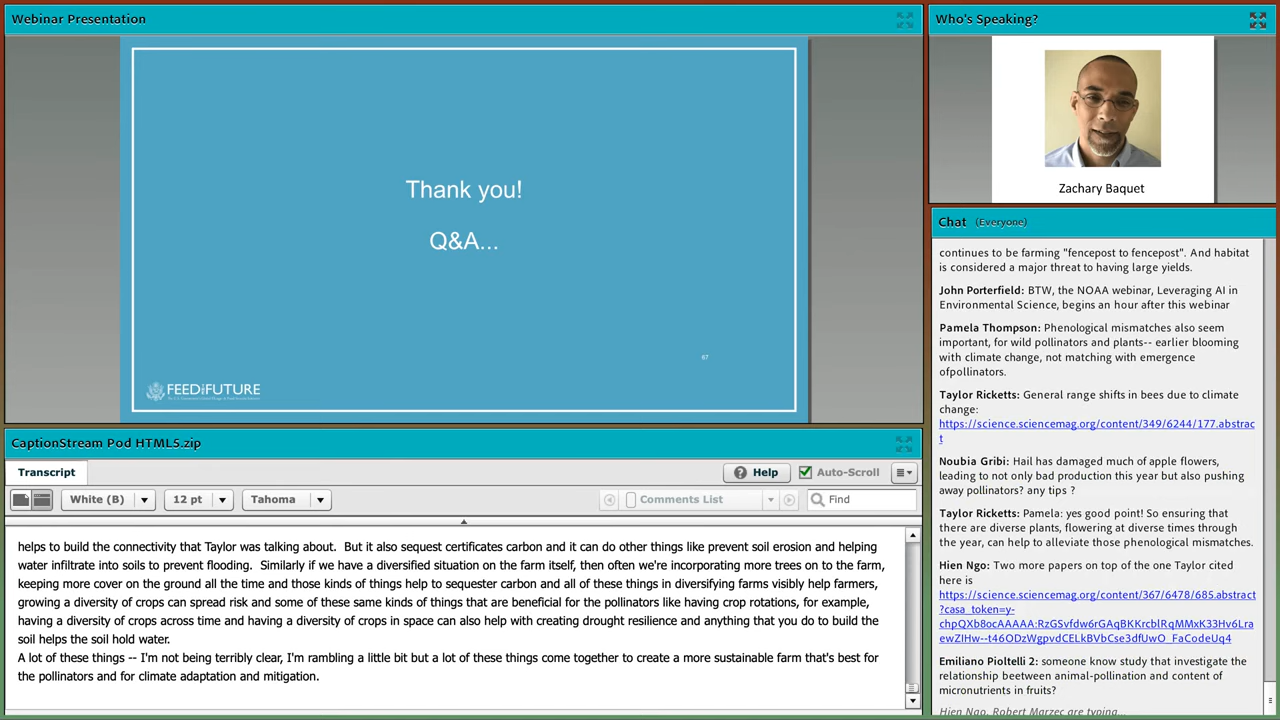 Webinar Presentation
Thank you!
Q&A...
67
FEED THE FUTURE
Who's Speaking?
Zachary Baquet
Chat (Everyone)
continues to be farming "fencepost to fencepost". And habitat
is considered a major threat to having large yields.
John Porterfield: BTW, the NOAA webinar, Leveraging AI in
Environmental Science, begins an hour after this webinar
Pamela Thompson: Phenological mismatches also seem
important, for wild pollinators and plants-- earlier blooming
with climate change, not matching with emergence
ofpollinators.
Taylor Ricketts: General range shifts in bees due to climate
change:
https://science.sciencemag.org/content/349/6244/177.abstrac
t
Noubia Gribi: Hail has damaged much of apple flowers,
leading to not only bad production this year but also pushing
away pollinators? any tips ?
Taylor Ricketts: Pamela: yes good point! So ensuring that
there are diverse plants, flowering at diverse times through
the year, can help to alleviate those phenological mismatches.
Hien Ngo: Two more papers on top of the one Taylor cited
here is
https://science.sciencemag.org/content/367/6478/685.abstract
?casa_token=y-
chpQXb8ocAAAAA:RzGSvfdw6rGAqBKKrcblRqMMxK33Hv6Lra
ewZIHw--t46ODzWgpvdCELkBVbCse3dfUwO_FaCodeUq4
Emiliano Pioltelli 2: someone know study that investigate the
relationship beetween animal-pollination and content of
micronutrients in fruits?
Hien Ngo, Robert Marzec are typing...
CaptionStream Pod HTML5.zip
Transcript
Help
Auto-Scroll
White (B)
12 pt
Tahoma
Comments List
Find
helps to build the connectivity that Taylor was talking about.  But it also sequest certificates carbon and it can do other things like prevent soil erosion and helping
water infiltrate into soils to prevent flooding.  Similarly if we have a diversified situation on the farm itself, then often we're incorporating more trees on to the farm,
keeping more cover on the ground all the time and those kinds of things help to sequester carbon and all of these things in diversifying farms visibly help farmers,
growing a diversity of crops can spread risk and some of these same kinds of things that are beneficial for the pollinators like having crop rotations, for example,
having a diversity of crops across time and having a diversity of crops in space can also help with creating drought resilience and anything that you do to build the
soil helps the soil hold water.
A lot of these things -- I'm not being terribly clear, I'm rambling a little bit but a lot of these things come together to create a more sustainable farm that's best for
the pollinators and for climate adaptation and mitigation.